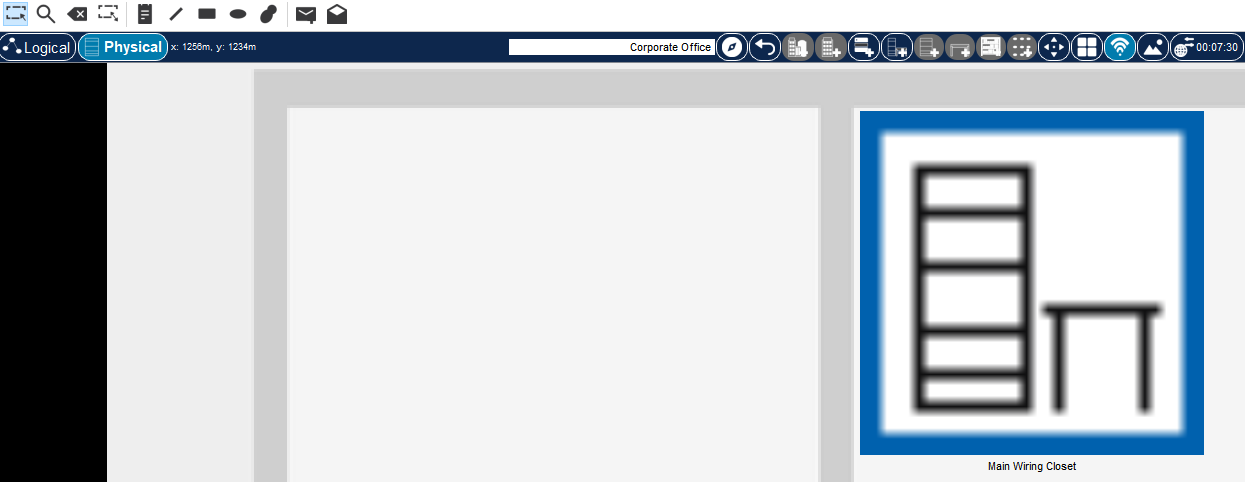 Logical
Physical
x: 1256m, y: 1234m
Corporate Office
00:07:30
Main Wiring Closet